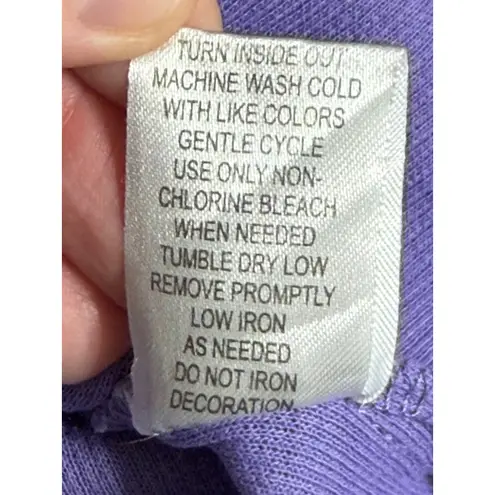 TURN INSIDE OUT
MACHINE WASH COLD
WITH LIKE COLORS
GENTLE CYCLE
USE ONLY NON-
CHLORINE BLEACH
WHEN NEEDED
TUMBLE DRY LOW
REMOVE PROMPTLY
LOW IRON
AS NEEDED
DO NOT IRON
DECORATION